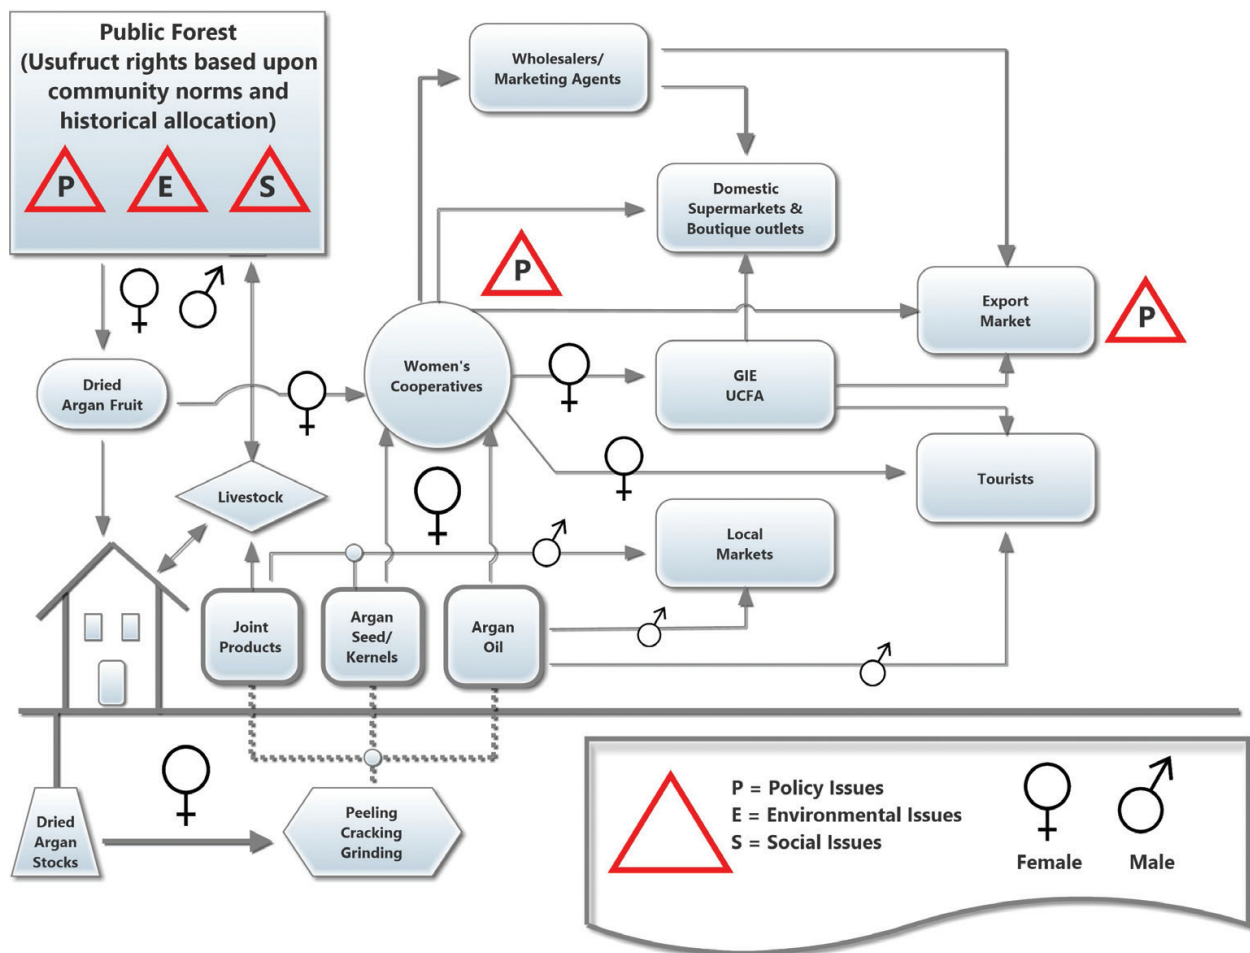 Public Forest
(Usufruct rights based upon
community norms and
historical allocation)
P
E
S
Wholesalers/
Marketing Agents
Domestic
Supermarkets &
Boutique outlets
P
Export
Market
P
Women's
Cooperatives
GIE
UCFA
Dried
Argan Fruit
Tourists
Livestock
Local
Markets
Joint
Products
Argan
Seed/
Kernels
Argan
Oil
Dried
Argan
Stocks
Peeling
Cracking
Grinding
P = Policy Issues
E = Environmental Issues
S = Social Issues
Female
Male